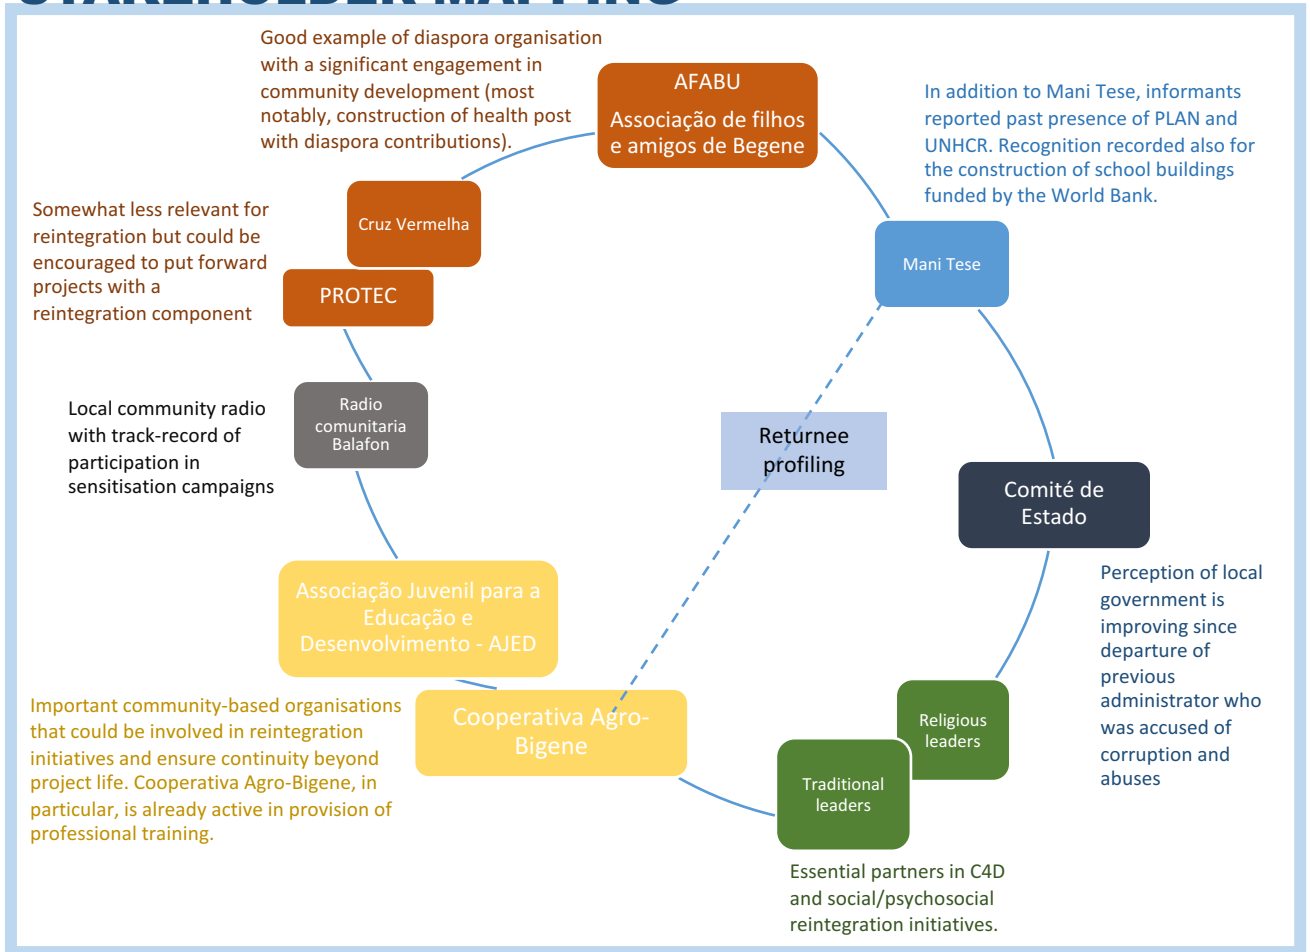 STAKEHOLDER MAPPING
Good example of diaspora organisation
with a significant engagement in
community development (most
notably, construction of health post
with diaspora contributions).
AFABU
Associação de filhos
e amigos de Begene
In addition to Mani Tese, informants
reported past presence of PLAN and
UNHCR. Recognition recorded also for
the construction of school buildings
funded by the World Bank.
Cruz Vermelha
Mani Tese
Somewhat less relevant for
reintegration but could be
encouraged to put forward
projects with a
reintegration component
PROTEC
Local community radio
with track-record of
participation in
sensitisation campaigns
Radio
comunitaria
Balafon
Returnee
profiling
Comité de
Estado
Perception of local
government is
improving since
departure of
previous
administrator who
was accused of
corruption and
abuses
Associação Juvenil para a
Educação e
Desenvolvimento - AJED
Cooperativa Agro-
Bigene
Important community-based organisations
that could be involved in reintegration
initiatives and ensure continuity beyond
project life. Cooperativa Agro-Bigene, in
particular, is already active in provision of
professional training.
Religious
leaders
Traditional
leaders
Essential partners in C4D
and social/psychosocial
reintegration initiatives.